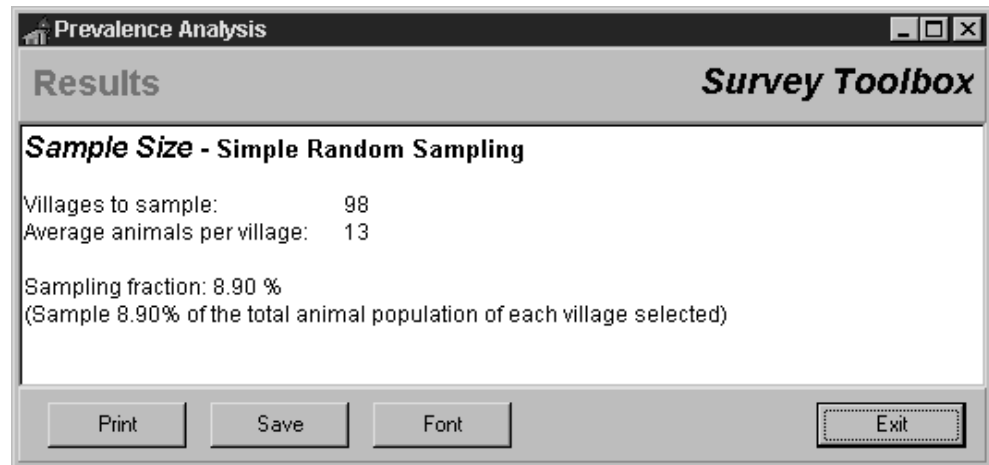 Prevalence Analysis
Results
Survey Toolbox
Sample Size - Simple Random Sampling
Villages to sample: 98
Average animals per village: 13
Sampling fraction: 8.90 %
(Sample 8.90% of the total animal population of each village selected)
Print
Save
Font
Exit